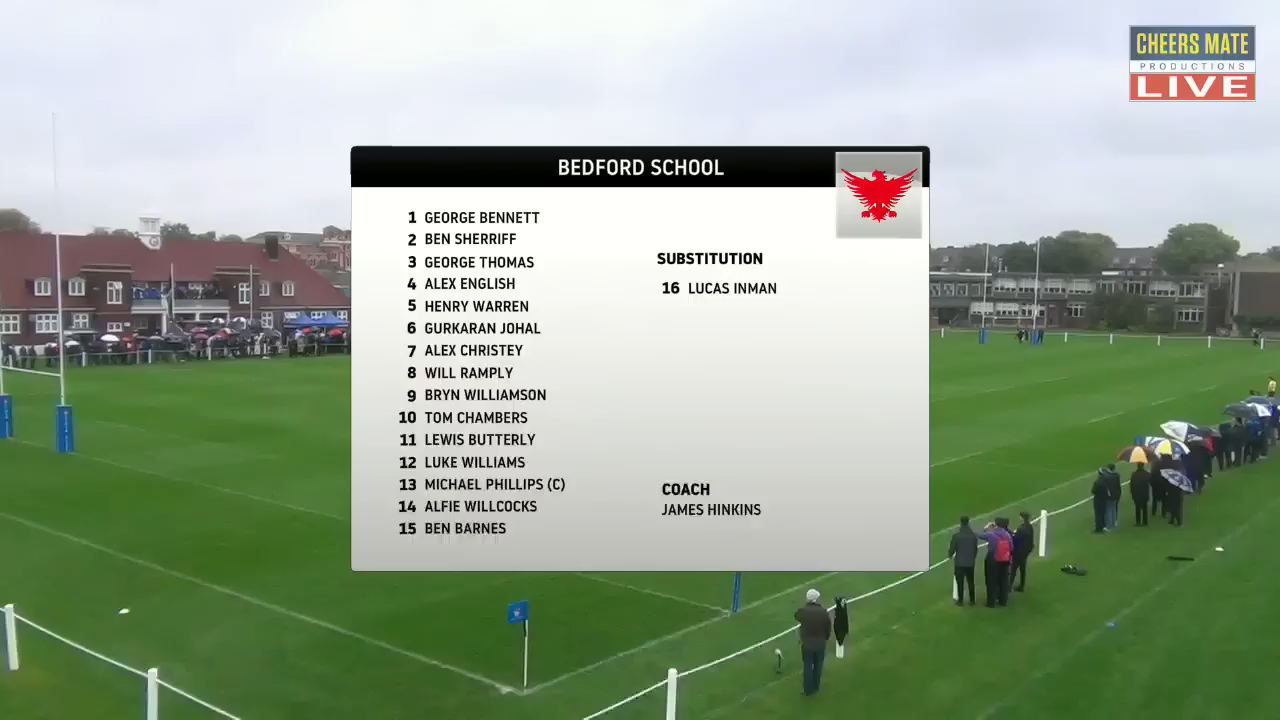 CHEERS MATE
PRODUCTIONS
LIVE
BEDFORD SCHOOL
1 GEORGE BENNETT
2 BEN SHERRIFF
3 GEORGE THOMAS
4 ALEX ENGLISH
5 HENRY WARREN
6 GURKARAN JOHAL
7 ALEX CHRISTEY
8 WILL RAMPLY
9 BRYN WILLIAMSON
10 TOM CHAMBERS
11 LEWIS BUTTERLY
12 LUKE WILLIAMS
13 MICHAEL PHILLIPS (C)
14 ALFIE WILLCOCKS
15 BEN BARNES
SUBSTITUTION
16 LUCAS INMAN
COACH
JAMES HINKINS